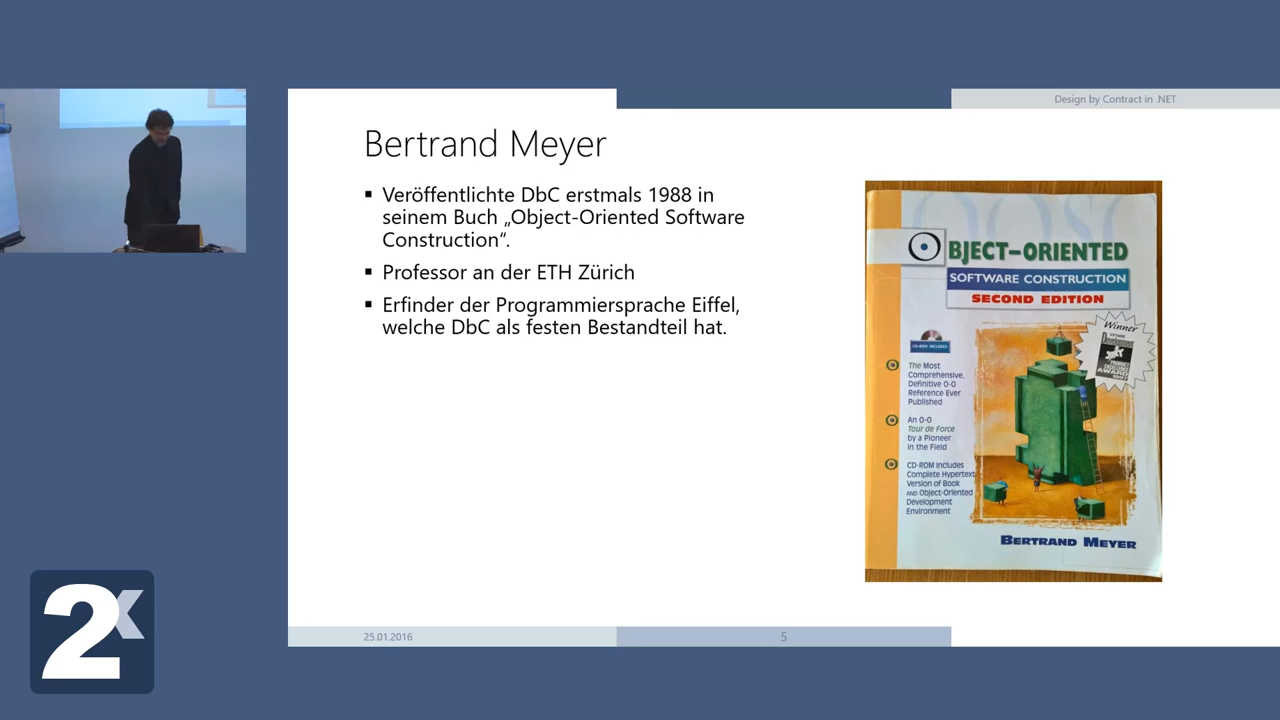 Design by Contract in .NET
Bertrand Meyer
▪ Veröffentlichte DbC erstmals 1988 in
seinem Buch „Object-Oriented Software
Construction“.
▪ Professor an der ETH Zürich
▪ Erfinder der Programmiersprache Eiffel,
welche DbC als festen Bestandteil hat.
OOSC
OBJECT-ORIENTED
SOFTWARE CONSTRUCTION
SECOND EDITION
Winner
CD-ROM INCLUDED
The Most
Comprehensive,
Definitive O-O
Reference Ever
Published
An O-O
Tour de Force
by a Pioneer
in the Field
CD-ROM Includes
Complete Hypertext
Version of Book
AND Object-Oriented
Development
Environment
BERTRAND MEYER
25.01.2016
5
2x